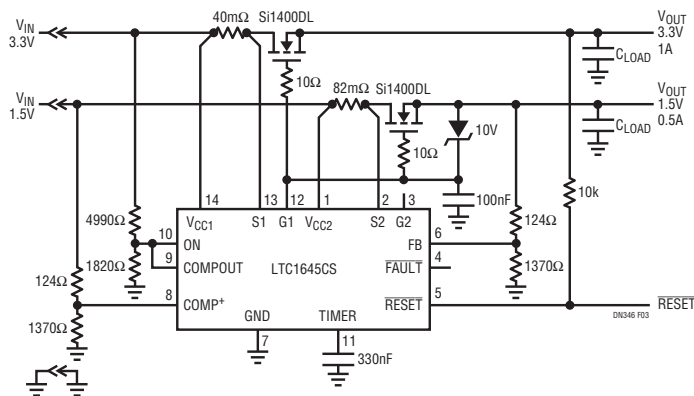 VIN
3.3V
40mΩ
Si1400DL
VOUT
3.3V
1A
CLOAD
10Ω
VIN
1.5V
82mΩ
Si1400DL
VOUT
1.5V
0.5A
CLOAD
10V
10Ω
10k
100nF
14
13
12
1
2
3
VCC1
S1
G1
VCC2
S2
G2
4990Ω
124Ω
10
ON
FB
6
1820Ω
9
COMPOUT
LTC1645CS
FAULT
4
1370Ω
124Ω
8
COMP+
RESET
5
RESET
DN346 F03
1370Ω
GND
TIMER
7
11
330nF